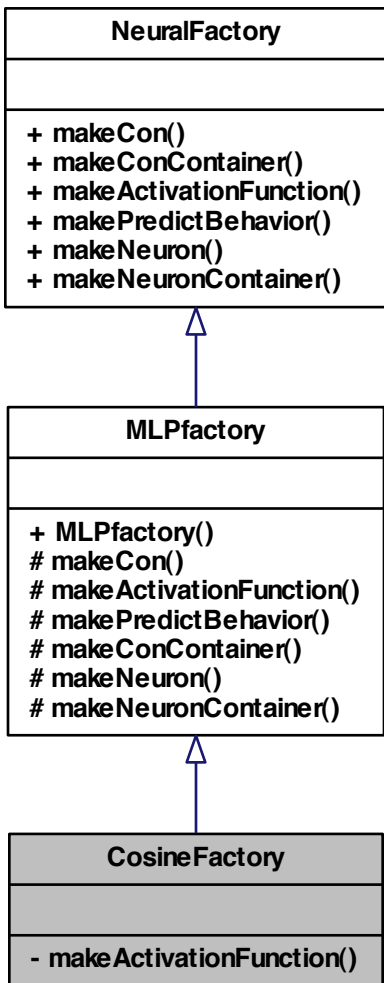 NeuralFactory
+ makeCon()
+ makeConContainer()
+ makeActivationFunction()
+ makePredictBehavior()
+ makeNeuron()
+ makeNeuronContainer()
MLPfactory
+ MLPfactory()
# makeCon()
# makeActivationFunction()
# makePredictBehavior()
# makeConContainer()
# makeNeuron()
# makeNeuronContainer()
CosineFactory
- makeActivationFunction()